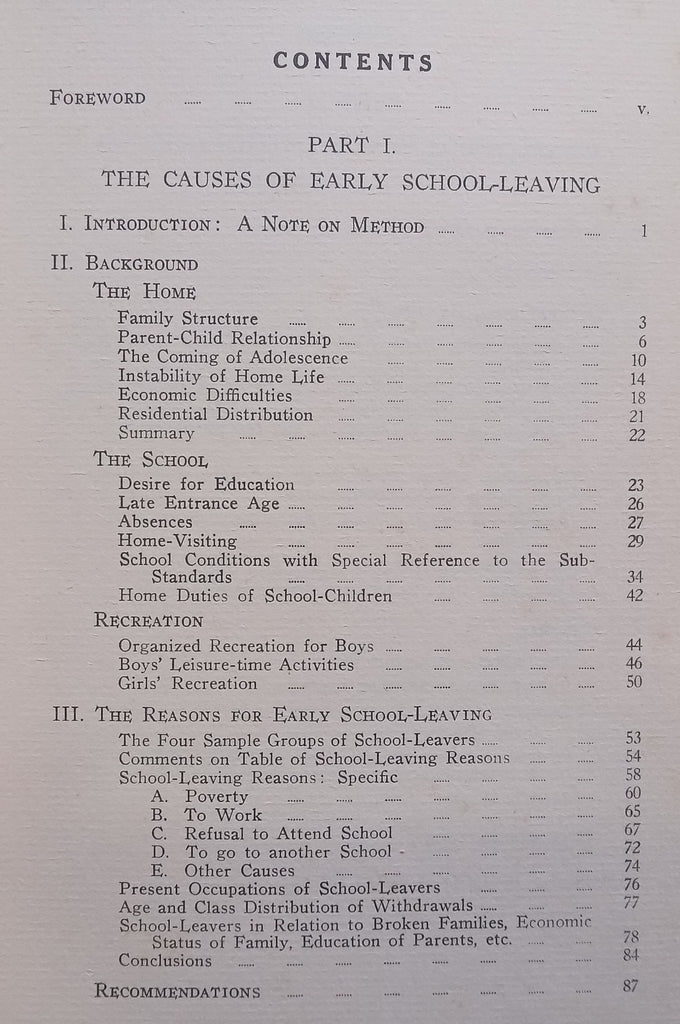 CONTENTS
FOREWORD ...... ...... ...... ...... ...... ...... ...... ...... ...... v.
PART I.
THE CAUSES OF EARLY SCHOOL-LEAVING
I. INTRODUCTION: A NOTE ON METHOD ...... ...... ...... ...... 1
II. BACKGROUND
THE HOME
Family Structure ...... ...... ...... ...... ...... ...... ...... 3
Parent-Child Relationship ...... ...... ...... ...... ...... ...... 6
The Coming of Adolescence ...... ...... ...... ...... ...... 10
Instability of Home Life ...... ...... ...... ...... ...... ...... 14
Economic Difficulties ...... ...... ...... ...... ...... ...... 18
Residential Distribution ...... ...... ...... ...... ...... ...... 21
Summary ...... ...... ...... ...... ...... ...... ...... ...... 22
THE SCHOOL
Desire for Education ...... ...... ...... ...... ...... ...... 23
Late Entrance Age ...... ...... ...... ...... ...... ...... ...... 26
Absences ...... ...... ...... ...... ...... ...... ...... ...... 27
Home-Visiting ...... ...... ...... ...... ...... ...... ...... 29
School Conditions with Special Reference to the Sub-
Standards ...... ...... ...... ...... ...... ...... ...... 34
Home Duties of School-Children ...... ...... ...... ...... 42
RECREATION
Organized Recreation for Boys ...... ...... ...... ...... ...... 44
Boys' Leisure-time Activities ...... ...... ...... ...... ...... 46
Girls' Recreation ...... ...... ...... ...... ...... ...... ...... 50
III. THE REASONS FOR EARLY SCHOOL-LEAVING
The Four Sample Groups of School-Leavers ...... ...... ...... 53
Comments on Table of School-Leaving Reasons ...... ...... 54
School-Leaving Reasons: Specific ...... ...... ...... ...... 58
A. Poverty ...... ...... ...... ...... ...... ...... ...... 60
B. To Work ...... ...... ...... ...... ...... ...... ...... 65
C. Refusal to Attend School ...... ...... ...... ...... 67
D. To go to another School - ...... ...... ...... ...... 72
E. Other Causes ...... ...... ...... ...... ...... ...... 74
Present Occupations of School-Leavers ...... ...... ...... 76
Age and Class Distribution of Withdrawals ...... ...... ...... 77
School-Leavers in Relation to Broken Families, Economic
Status of Family, Education of Parents, etc. ...... ...... 78
Conclusions ...... ...... ...... ...... ...... ...... ...... ...... 84
RECOMMENDATIONS ...... ...... ...... ...... ...... ...... ...... 87